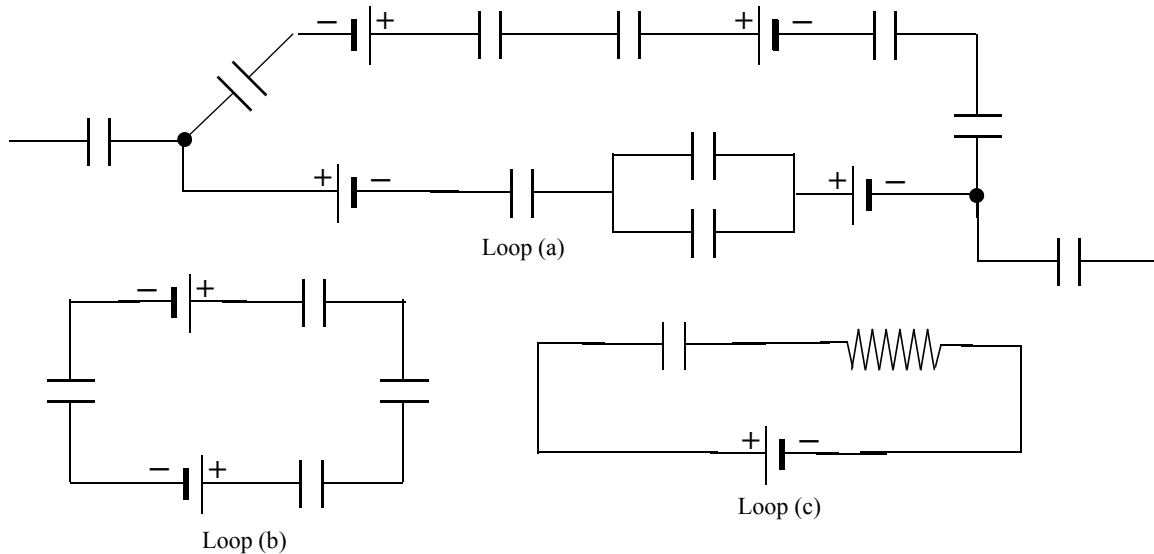 − +
+ −
+ −
+ −
Loop (a)
− +
− +
Loop (b)
+ −
Loop (c)